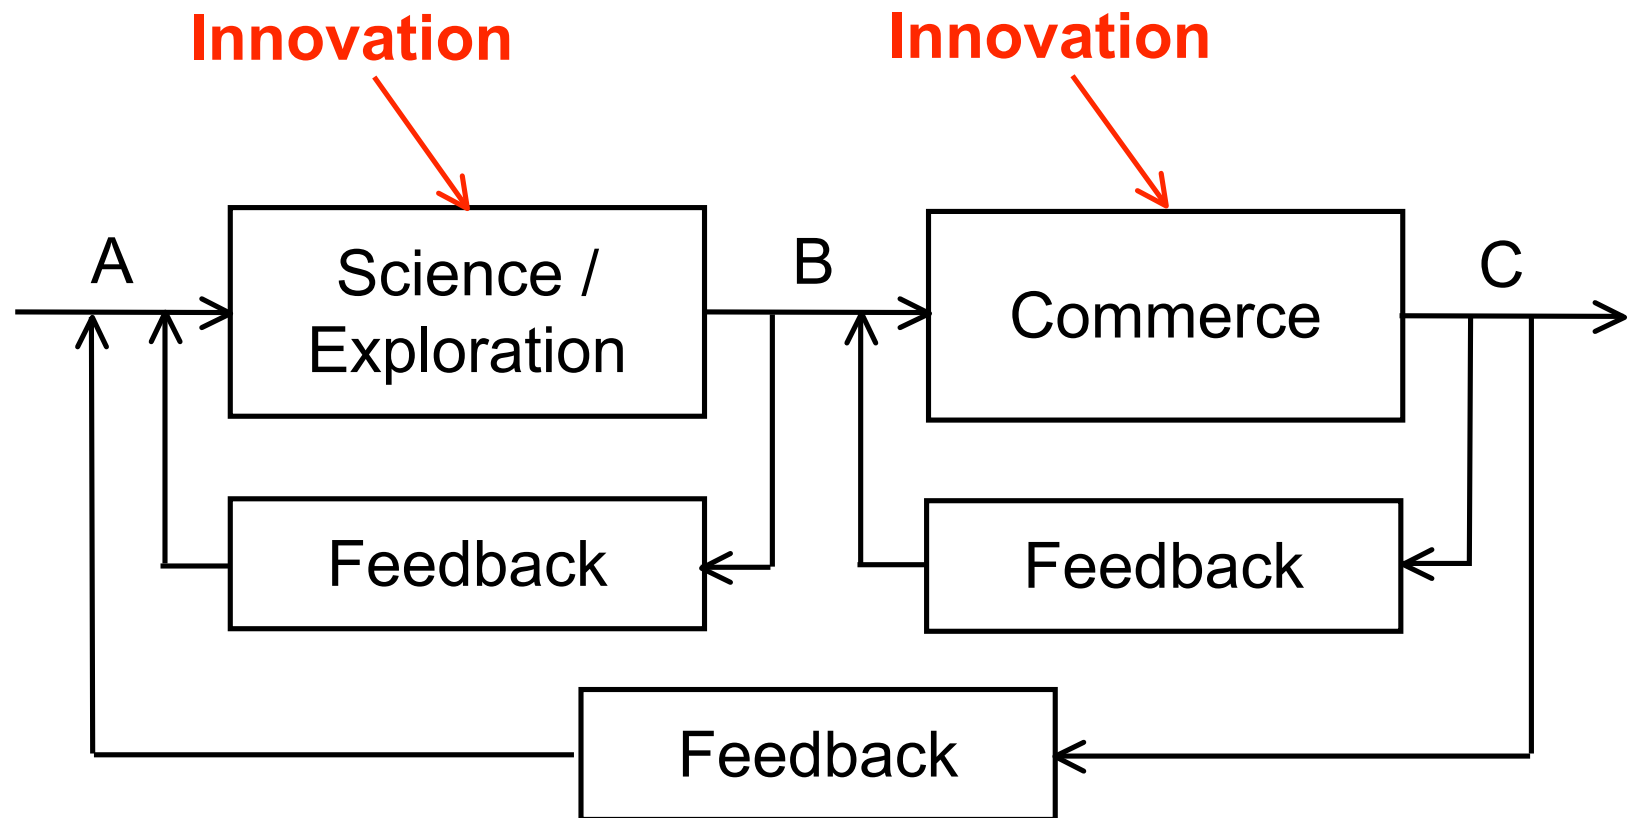 Innovation
Innovation
A
Science /
Exploration
B
Commerce
C
Feedback
Feedback
Feedback